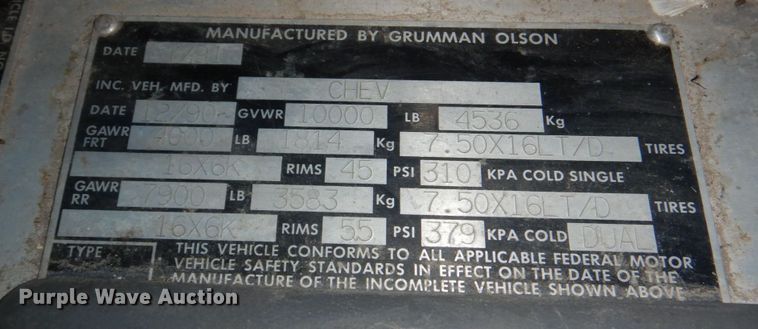 MANUFACTURED BY GRUMMAN OLSON
DATE
INC. VEH. MFD. BY CHEV
DATE 12/90 GVWR 10000 LB 4536 Kg
GAWR FRT 4000 LB 1814 Kg 7.50X16LT/D TIRES
16X6K RIMS 45 PSI 310 KPA COLD SINGLE
GAWR RR 7900 LB 3583 Kg 7.50X16LT/D TIRES
16X6K RIMS 55 PSI 379 KPA COLD DUAL
TYPE THIS VEHICLE CONFORMS TO ALL APPLICABLE FEDERAL MOTOR
VEHICLE SAFETY STANDARDS IN EFFECT ON THE DATE OF THE
MANUFACTURE OF THE INCOMPLETE VEHICLE SHOWN ABOVE
Purple Wave Auction